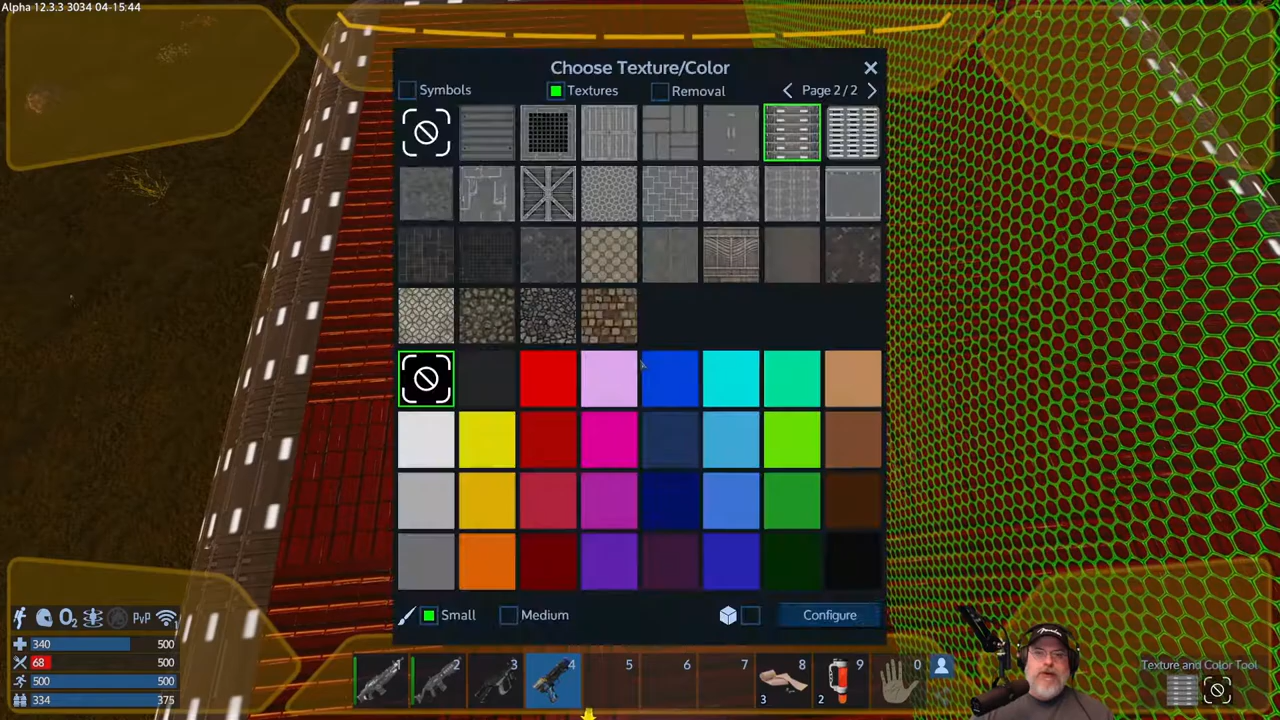 Alpha 12.3.3 3034 04-15:44
Choose Texture/Color
Symbols Textures Removal Page 2/2
Small Medium Configure
O2 PVP
340 500
68 500
500 500
334 375
2 3 4 5 6 7 8 9 0
3 2
Texture and Color Tool